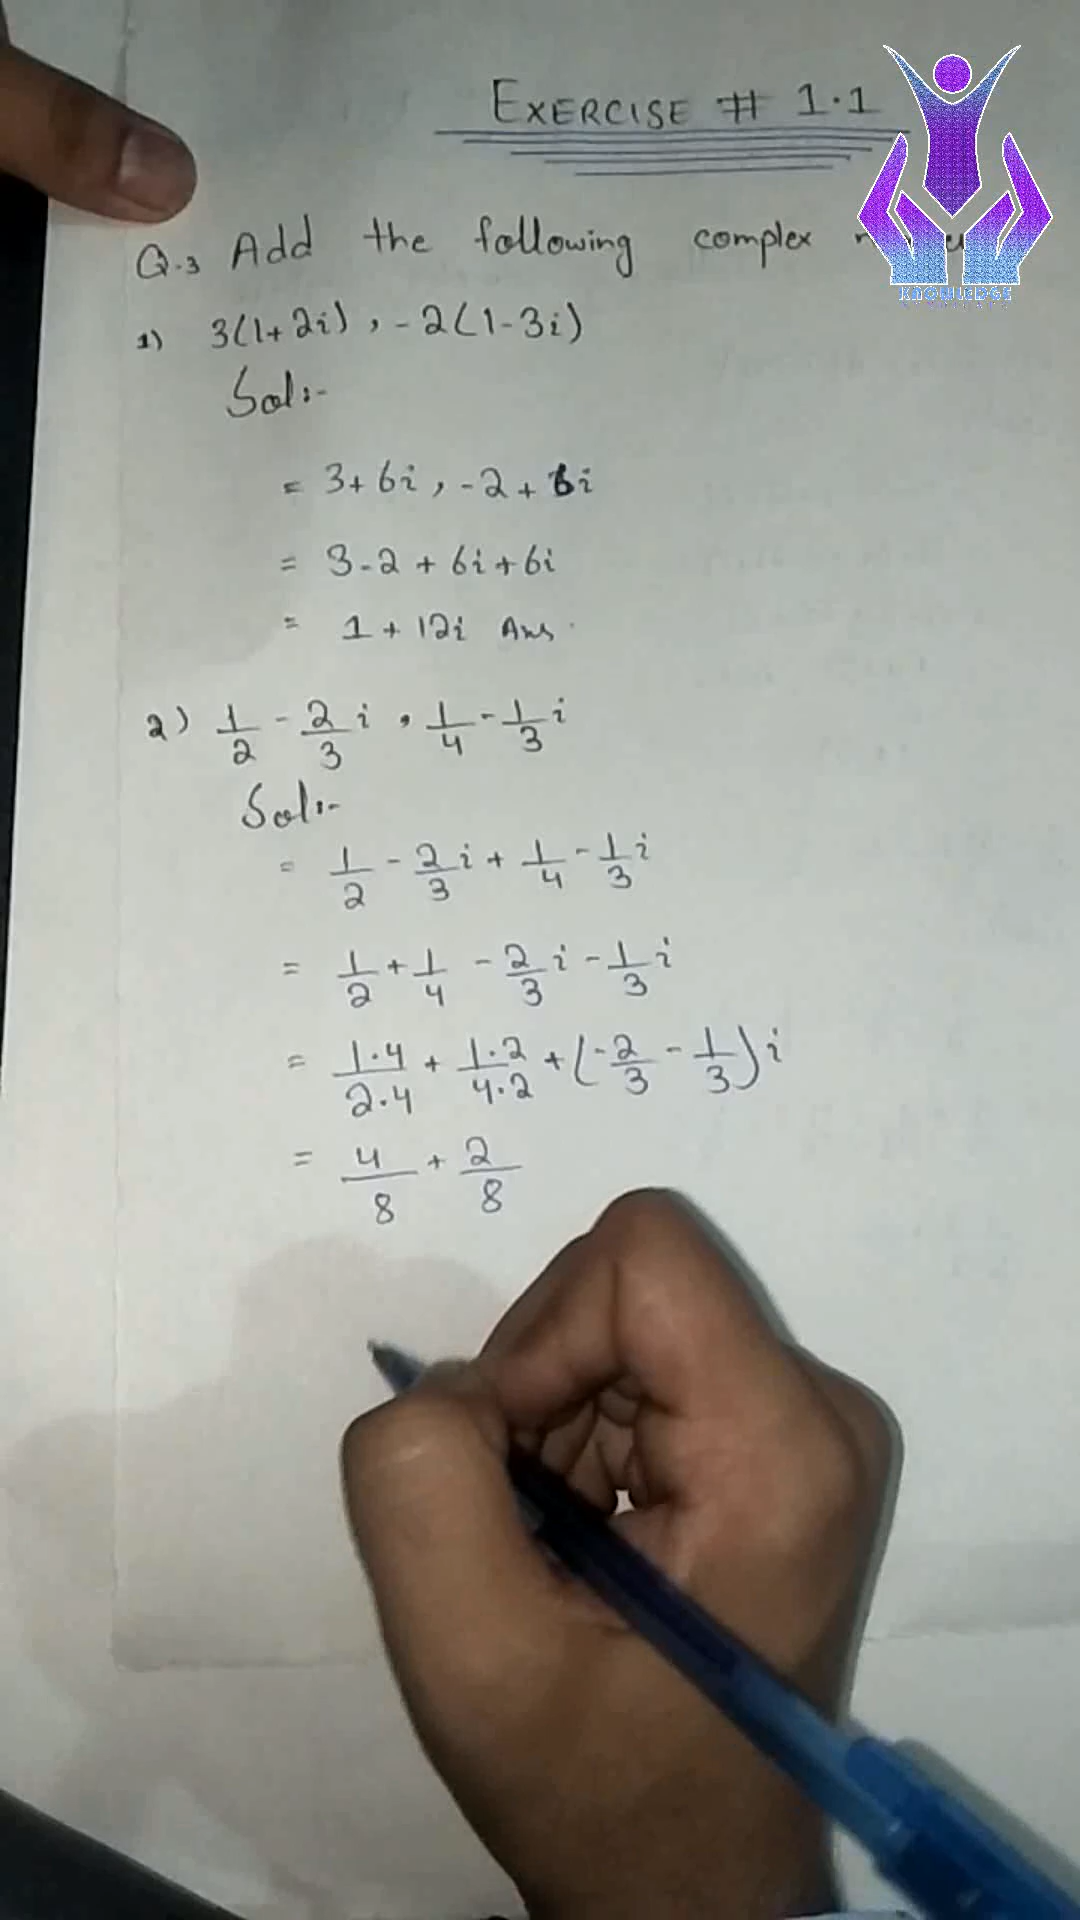 EXERCISE # 1.1
Q.3 Add the following complex
1) 3(1+2i), -2(1-3i)
Sol:-
= 3+6i, -2+6i
= 3-2+6i+6i
= 1+12i Ans.
2) 1/2 - 2/3 i, 1/4 - 1/3 i
Sol:-
= 1/2 - 2/3 i + 1/4 - 1/3 i
= 1/2 + 1/4 - 2/3 i - 1/3 i
= 1·4/2·4 + 1·2/4·2 + (-2/3 - 1/3) i
= 4/8 + 2/8
KNOWLEDGE